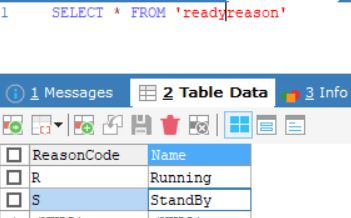 1 SELECT * FROM 'readyreason'
1 Messages 2 Table Data 3 Info
ReasonCode Name
R Running
S StandBy